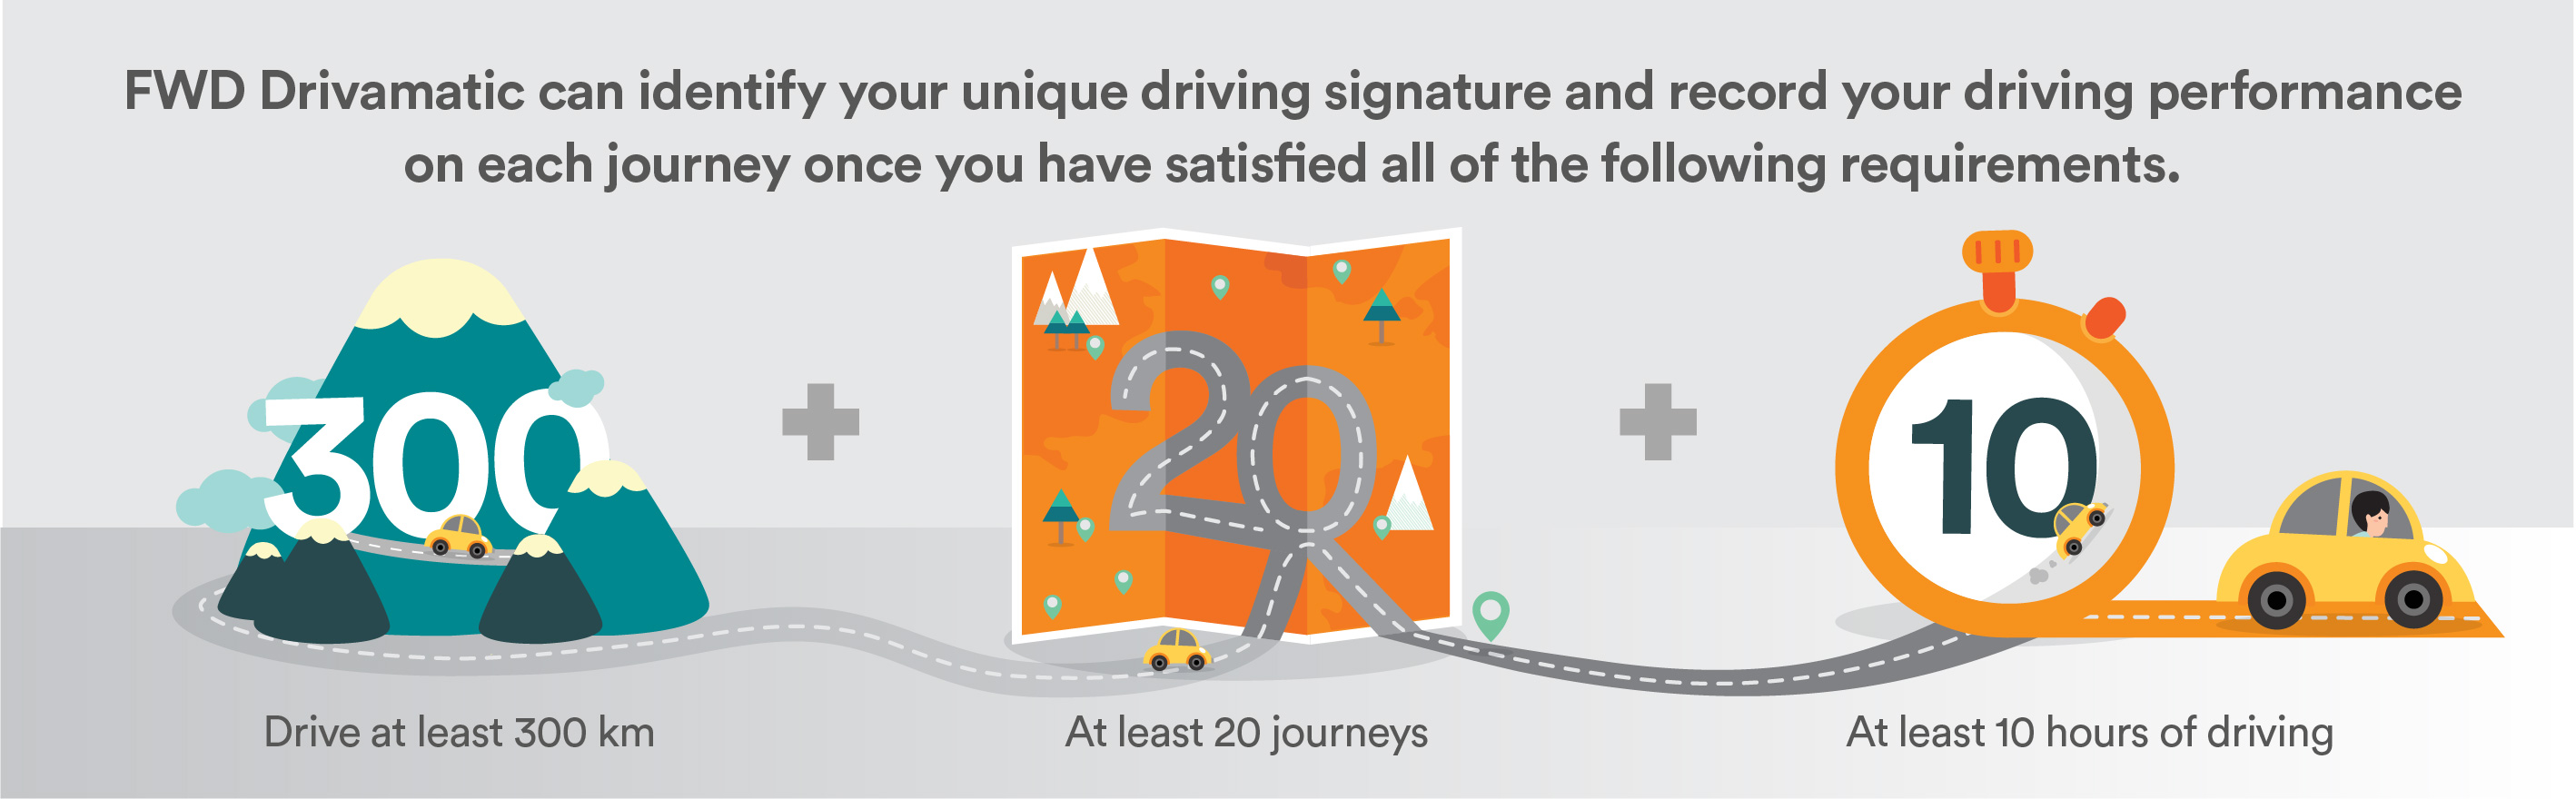 FWD Drivamatic can identify your unique driving signature and record your driving performance
on each journey once you have satisfied all of the following requirements.
300
20
10
Drive at least 300 km
At least 20 journeys
At least 10 hours of driving